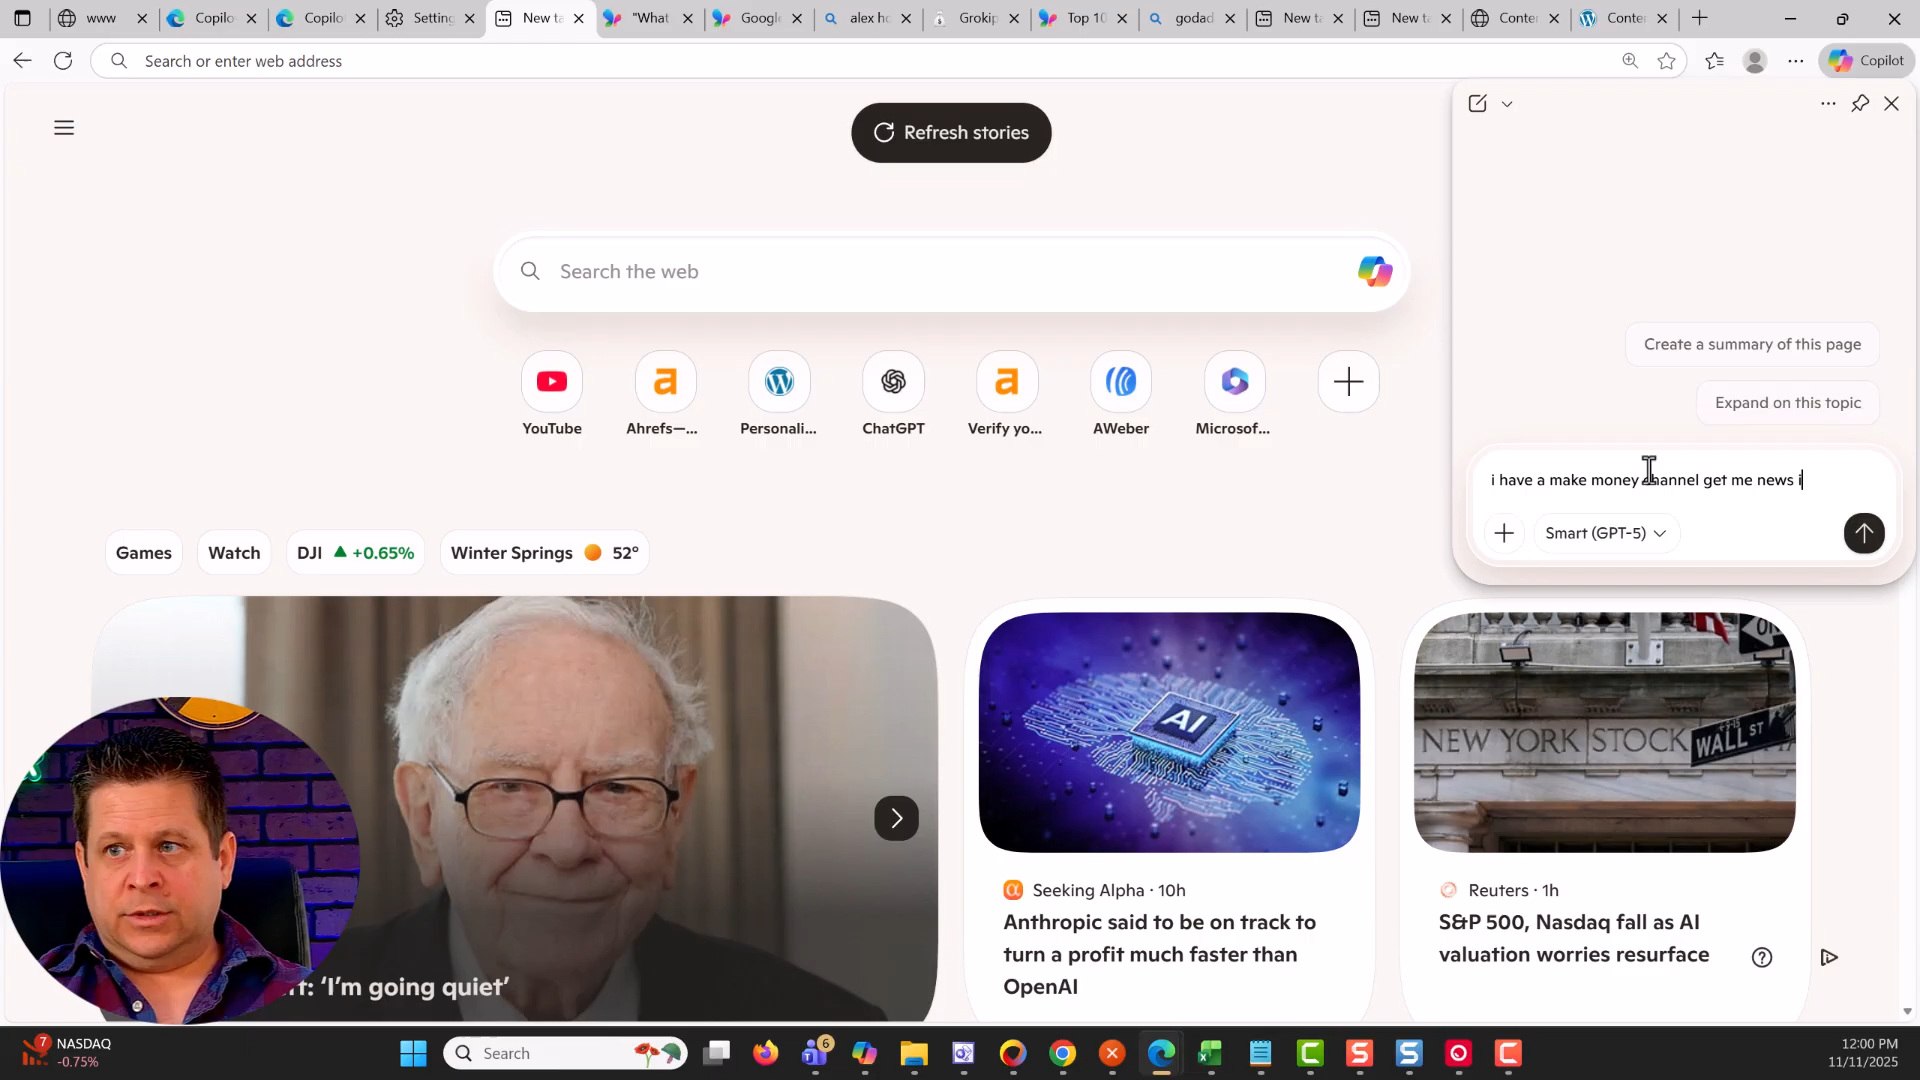 www
Copilo
Copilo
Setting
New ta
"What
Googl
alex ho
Grokip
Top 10
godad
New ta
New ta
Conte
Conte
Search or enter web address
Copilot
Refresh stories
Search the web
YouTube
Ahrefs—...
Personali...
ChatGPT
Verify yo...
AWeber
Microsof...
Create a summary of this page
Expand on this topic
i have a make money channel get me news i
Smart (GPT-5)
Games
Watch
DJI +0.65%
Winter Springs 52°
AI
NEW YORK STOCK
WALL ST
Seeking Alpha · 10h
Anthropic said to be on track to
turn a profit much faster than
OpenAI
Reuters · 1h
S&P 500, Nasdaq fall as AI
valuation worries resurface
'I'm going quiet'
7
NASDAQ
-0.75%
Search
6
12:00 PM
11/11/2025